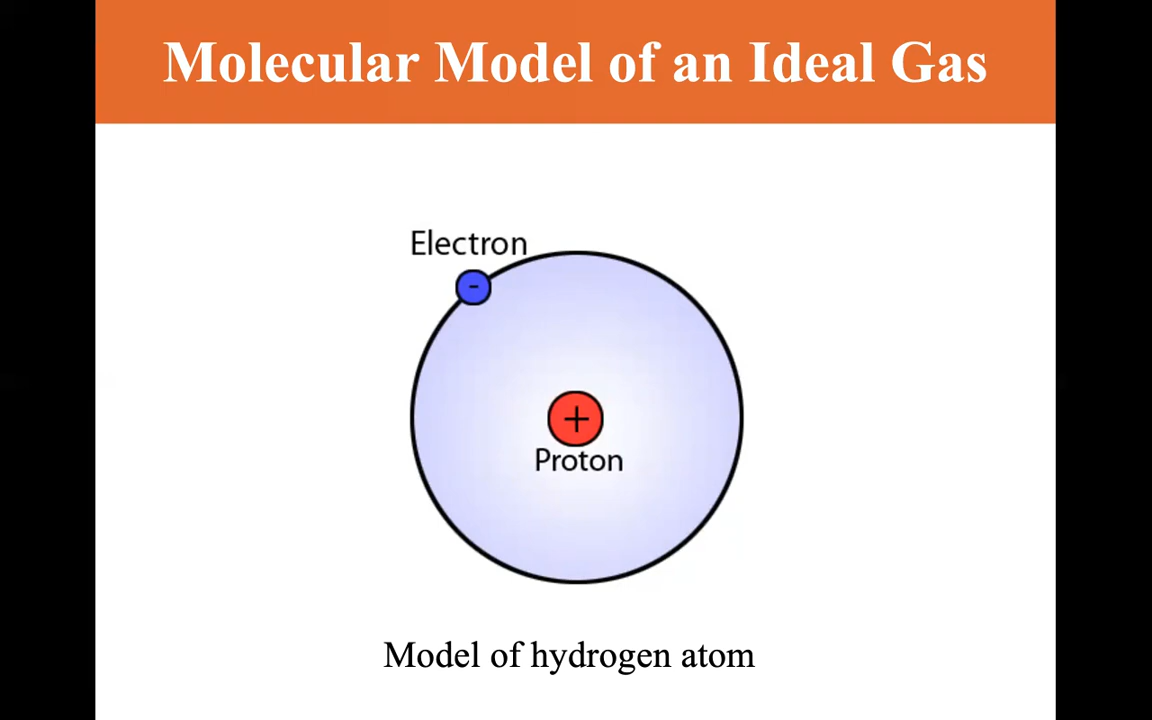 Molecular Model of an Ideal Gas
Electron
-
+
Proton
Model of hydrogen atom